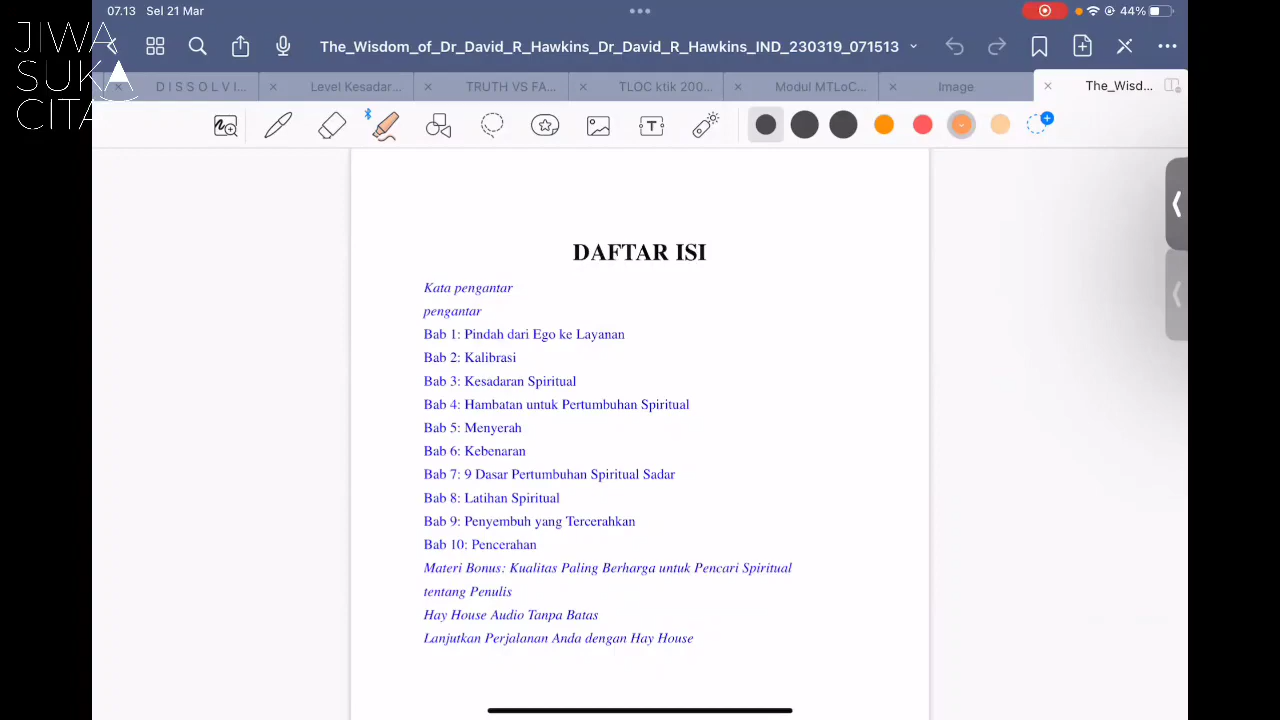 07.13 Sel 21 Mar
44%
JIWA
SUKA
CITA
The_Wisdom_of_Dr_David_R_Hawkins_Dr_David_R_Hawkins_IND_230319_071513
D I S S O L V I...
Level Kesadar...
TRUTH VS FA...
TLOC ktik 200...
Modul MTLoC...
Image
The_Wisd...
DAFTAR ISI
Kata pengantar
pengantar
Bab 1: Pindah dari Ego ke Layanan
Bab 2: Kalibrasi
Bab 3: Kesadaran Spiritual
Bab 4: Hambatan untuk Pertumbuhan Spiritual
Bab 5: Menyerah
Bab 6: Kebenaran
Bab 7: 9 Dasar Pertumbuhan Spiritual Sadar
Bab 8: Latihan Spiritual
Bab 9: Penyembuh yang Tercerahkan
Bab 10: Pencerahan
Materi Bonus: Kualitas Paling Berharga untuk Pencari Spiritual
tentang Penulis
Hay House Audio Tanpa Batas
Lanjutkan Perjalanan Anda dengan Hay House